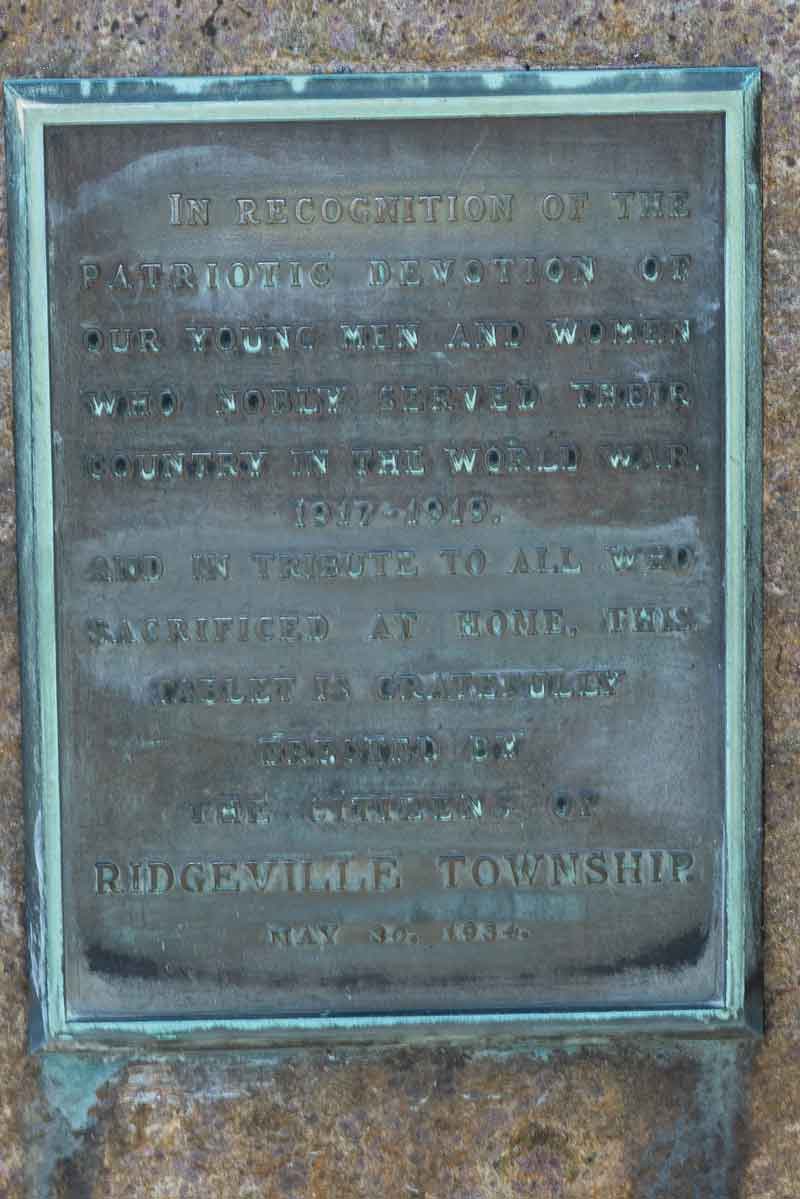 IN RECOGNITION OF THE
PATRIOTIC DEVOTION OF
OUR YOUNG MEN AND WOMEN
WHO NOBLY SERVED THEIR
COUNTRY IN THE WORLD WAR,
1917-1919.
AND IN TRIBUTE TO ALL WHO
SACRIFICED AT HOME, THIS
TABLET IS GRATEFULLY
ERECTED BY
THE CITIZENS OF
RIDGEVILLE TOWNSHIP.
MAY 30, 1934.